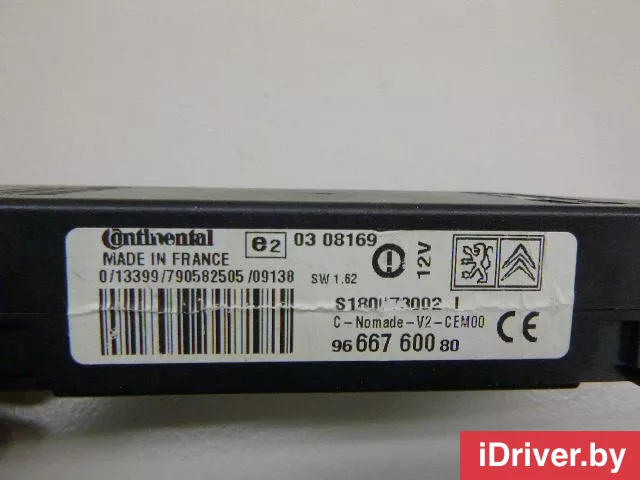 Continental
MADE IN FRANCE
e2 03 08169
12V
0/13399/790582505/09138 SW 1.62
C-Nomade-V2-CEM00
CE
96 667 600 80
iDriver.by